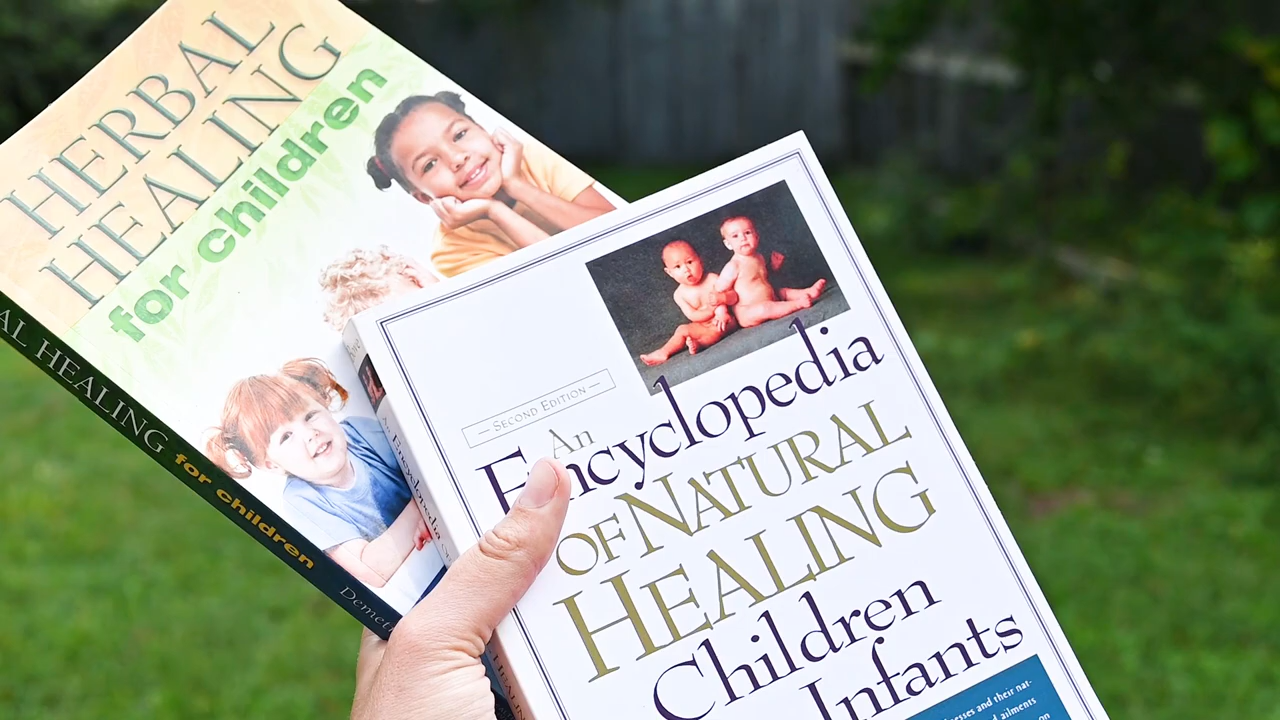 HERBAL
HEALING
for children
AL HEALING for children
SECOND EDITION
An
Encyclopedia
OF NATURAL
HEALING
Children
Infants